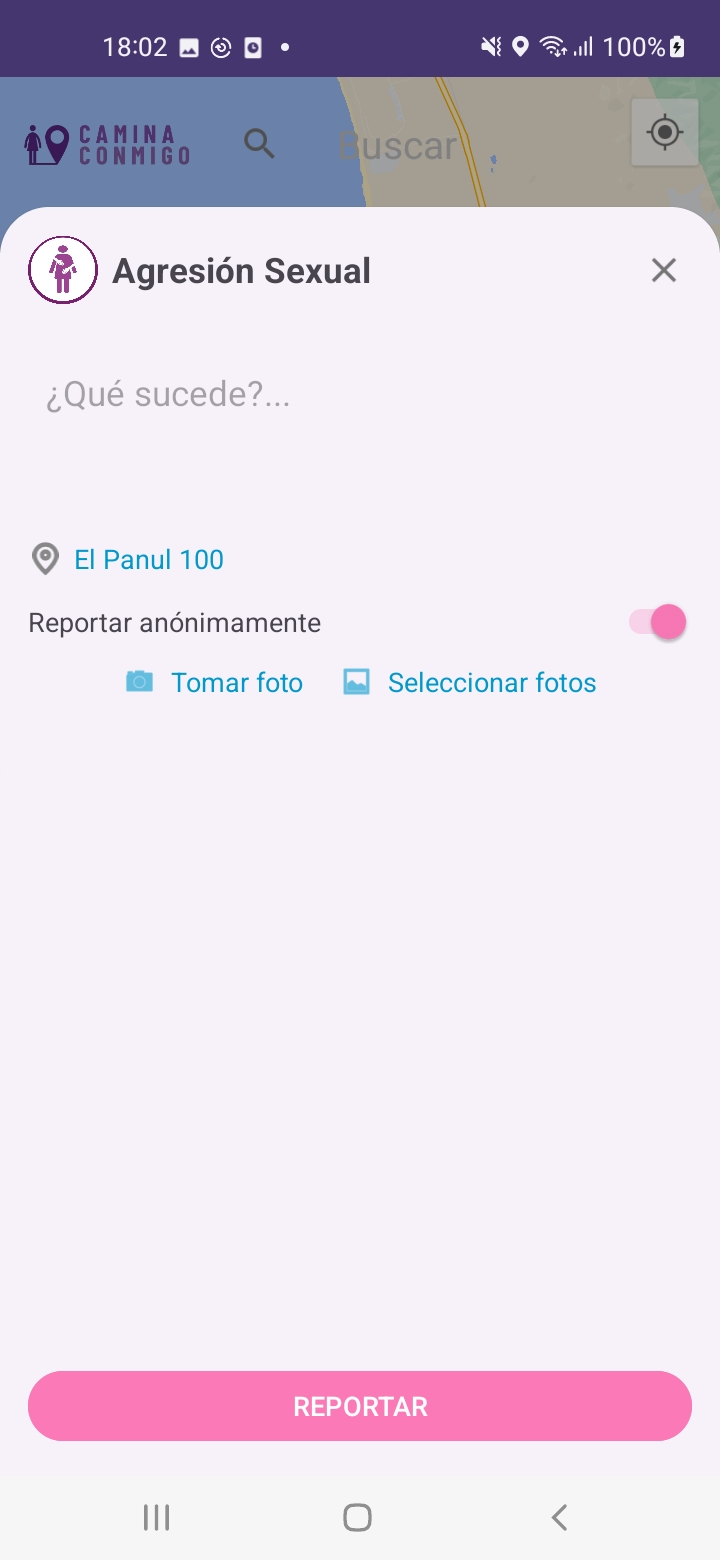 18:02
100%
CAMINA
CONMIGO
Buscar
Agresión Sexual
¿Qué sucede?...
El Panul 100
Reportar anónimamente
Tomar foto
Seleccionar fotos
REPORTAR